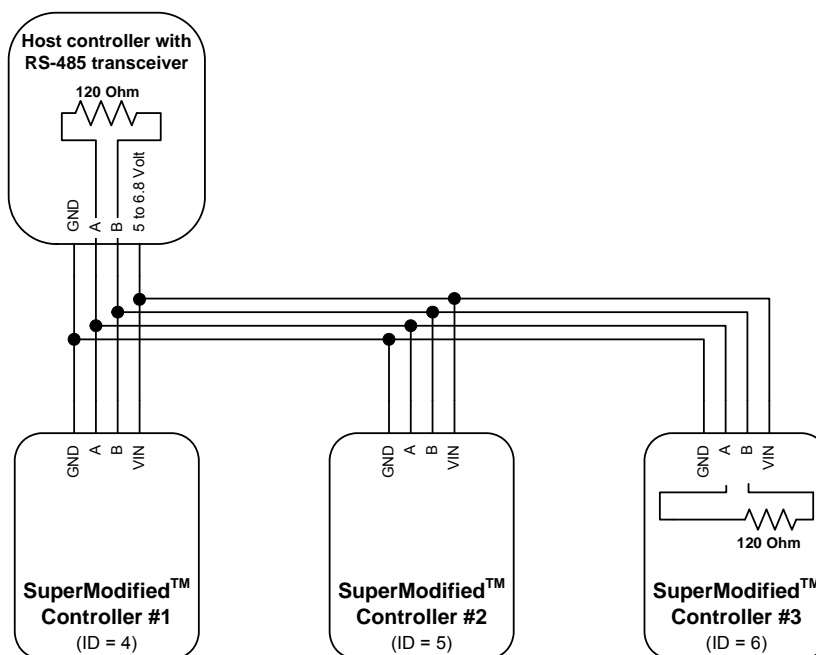 Host controller with
RS-485 transceiver
120 Ohm
GND
A
B
5 to 6.8 Volt
GND
A
B
VIN
GND
A
B
VIN
GND
A
B
VIN
120 Ohm
SuperModified™
Controller #1
(ID = 4)
SuperModified™
Controller #2
(ID = 5)
SuperModified™
Controller #3
(ID = 6)